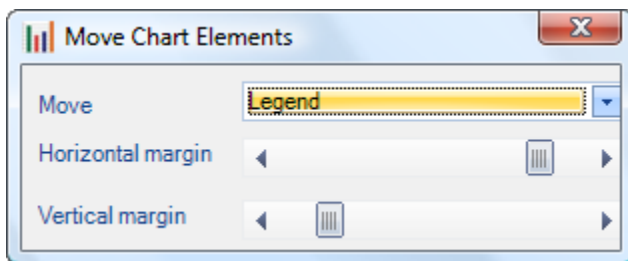 Move Chart Elements
Move Legend
Horizontal margin
Vertical margin